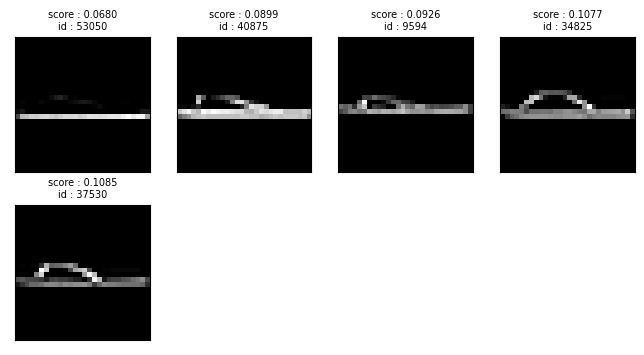 score : 0.0680
id : 53050
score : 0.0899
id : 40875
score : 0.0926
id : 9594
score : 0.1077
id : 34825
score : 0.1085
id : 37530